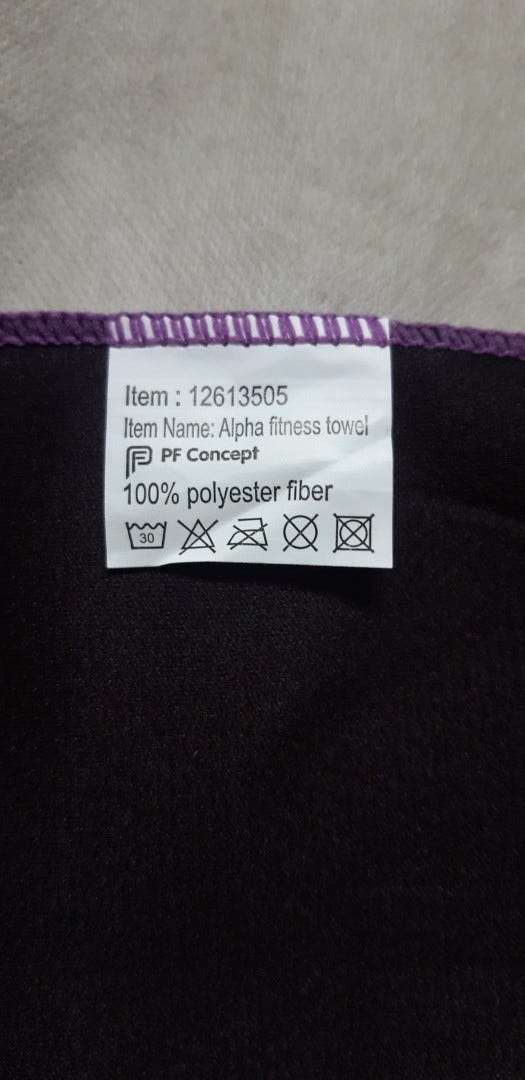 Item : 12613505
Item Name: Alpha fitness towel
PF Concept
100% polyester fiber
30